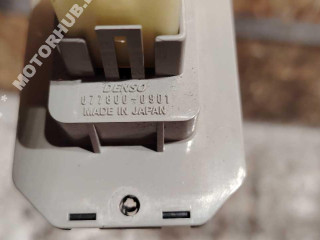 MOTORHUB
DENSO
077800-0901
MADE IN JAPAN